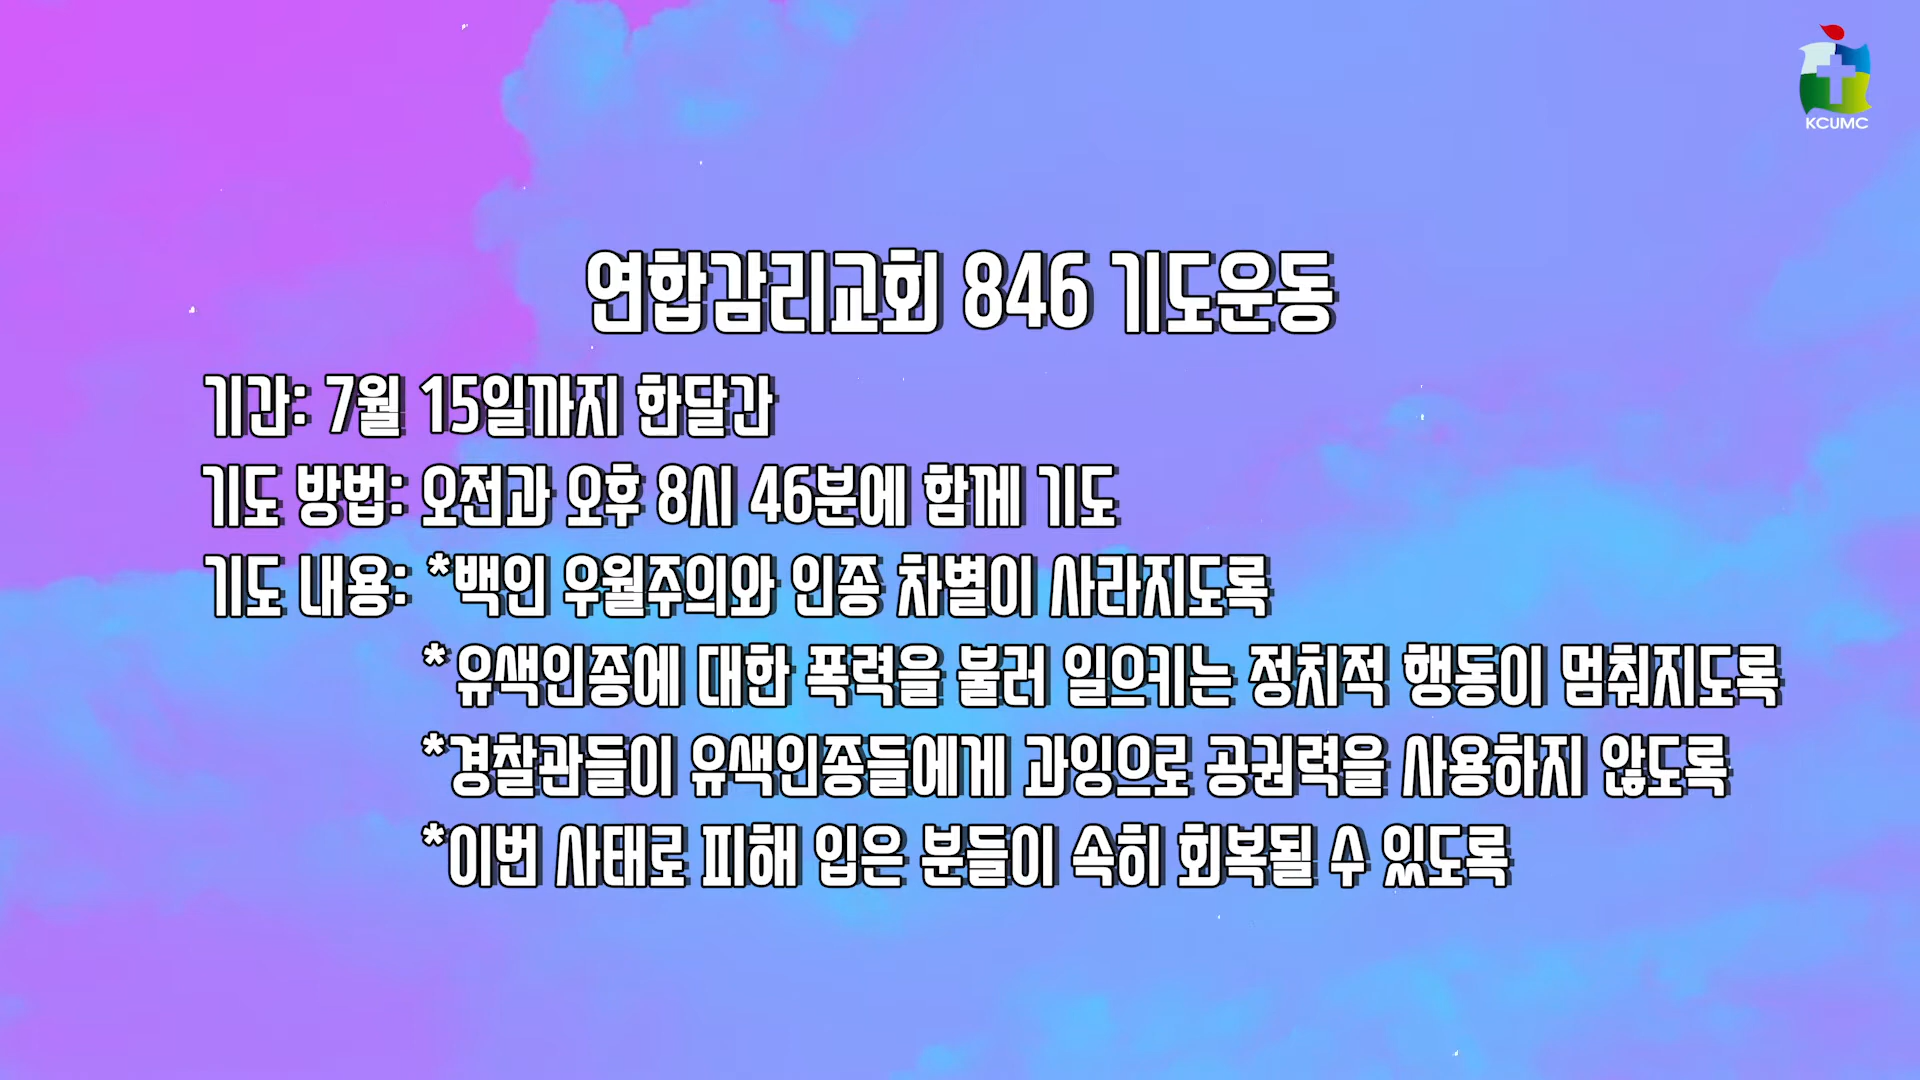 KCUMC
연합감리교회 846 기도운동
기간: 7월 15일까지 한달간
기도 방법: 오전과 오후 8시 46분에 함께 기도
기도 내용: *백인 우월주의와 인종 차별이 사라지도록
*유색인종에 대한 폭력을 불러 일으키는 정치적 행동이 멈춰지도록
*경찰관들이 유색인종들에게 과잉으로 공권력을 사용하지 않도록
*이번 사태로 피해 입은 분들이 속히 회복될 수 있도록